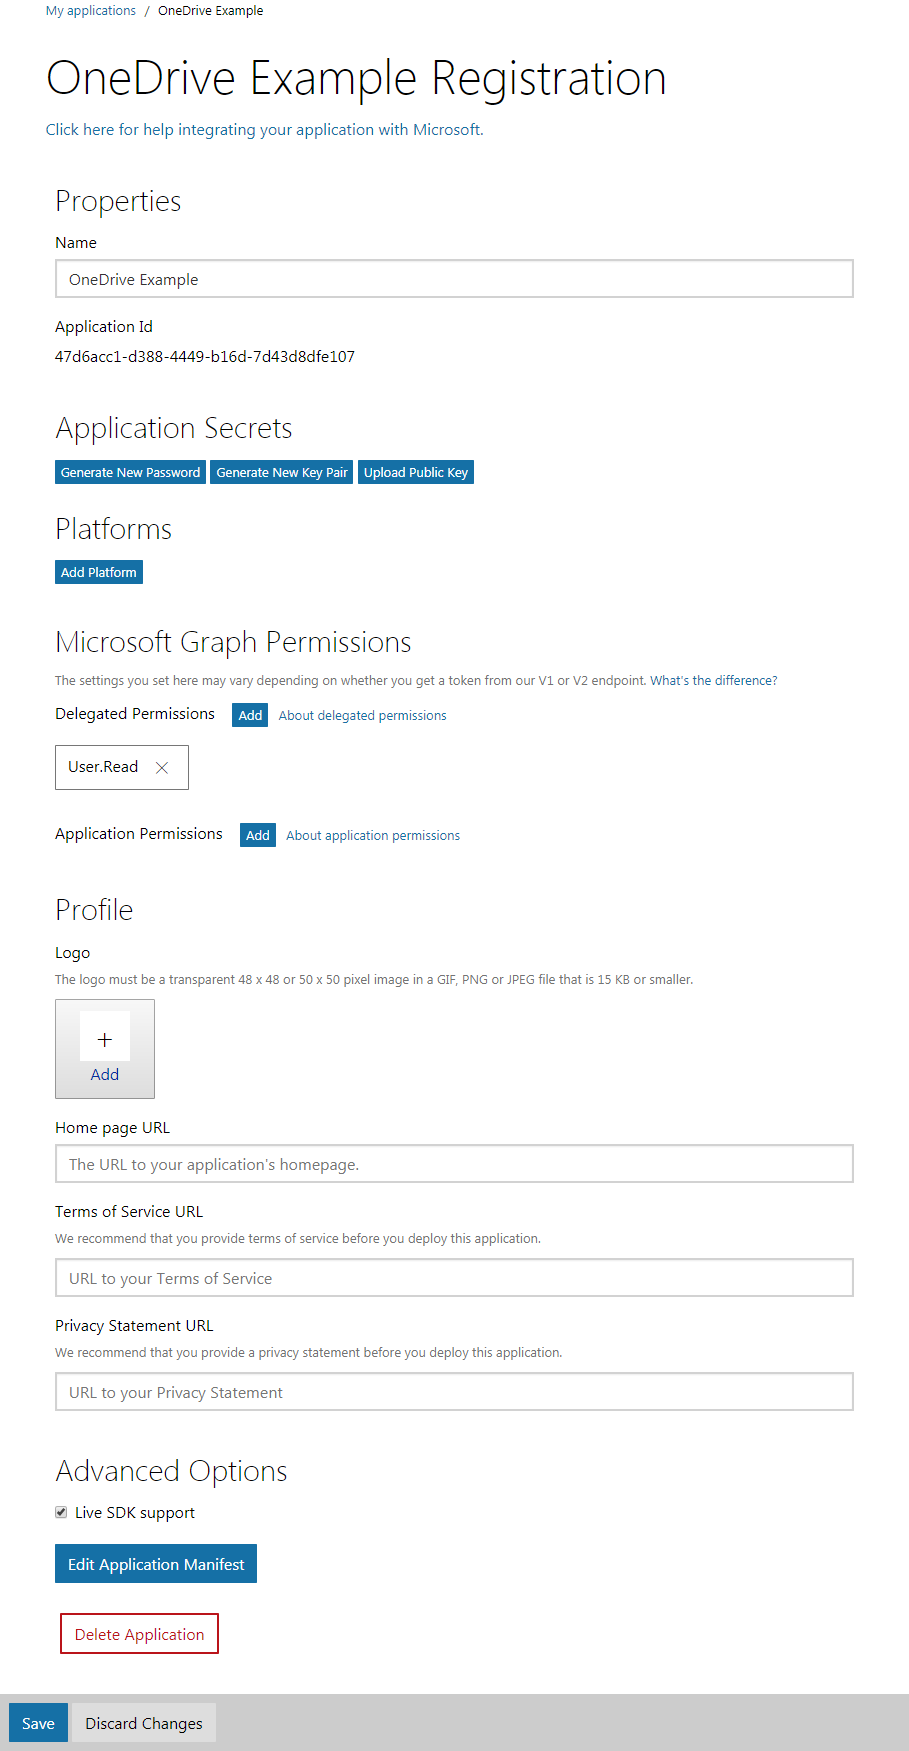 My applications / OneDrive Example
OneDrive Example Registration
Click here for help integrating your application with Microsoft.
Properties
Name
OneDrive Example
Application Id
47d6acc1-d388-4449-b16d-7d43d8dfe107
Application Secrets
Generate New Password Generate New Key Pair Upload Public Key
Platforms
Add Platform
Microsoft Graph Permissions
The settings you set here may vary depending on whether you get a token from our V1 or V2 endpoint. What's the difference?
Delegated Permissions Add About delegated permissions
User.Read
Application Permissions Add About application permissions
Profile
Logo
The logo must be a transparent 48 x 48 or 50 x 50 pixel image in a GIF, PNG or JPEG file that is 15 KB or smaller.
Add
Home page URL
The URL to your application's homepage.
Terms of Service URL
We recommend that you provide terms of service before you deploy this application.
URL to your Terms of Service
Privacy Statement URL
We recommend that you provide a privacy statement before you deploy this application.
URL to your Privacy Statement
Advanced Options
Live SDK support
Edit Application Manifest
Delete Application
Save Discard Changes